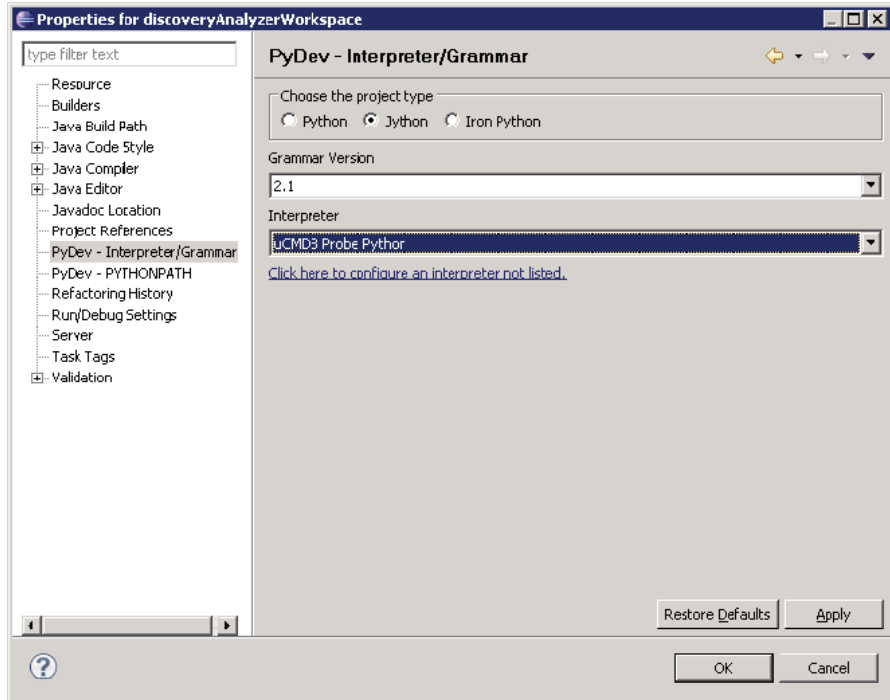 Properties for discoveryAnalyzerWorkspace
type filter text
Resource
Builders
Java Build Path
Java Code Style
Java Compiler
Java Editor
Javadoc Location
Project References
PyDev - Interpreter/Grammar
PyDev - PYTHONPATH
Refactoring History
Run/Debug Settings
Server
Task Tags
Validation
PyDev - Interpreter/Grammar
Choose the project type
Python Jython Iron Python
Grammar Version
2.1
Interpreter
uCMD3 Probe Pythor
Click here to configure an interpreter not listed.
Restore Defaults Apply
? OK Cancel